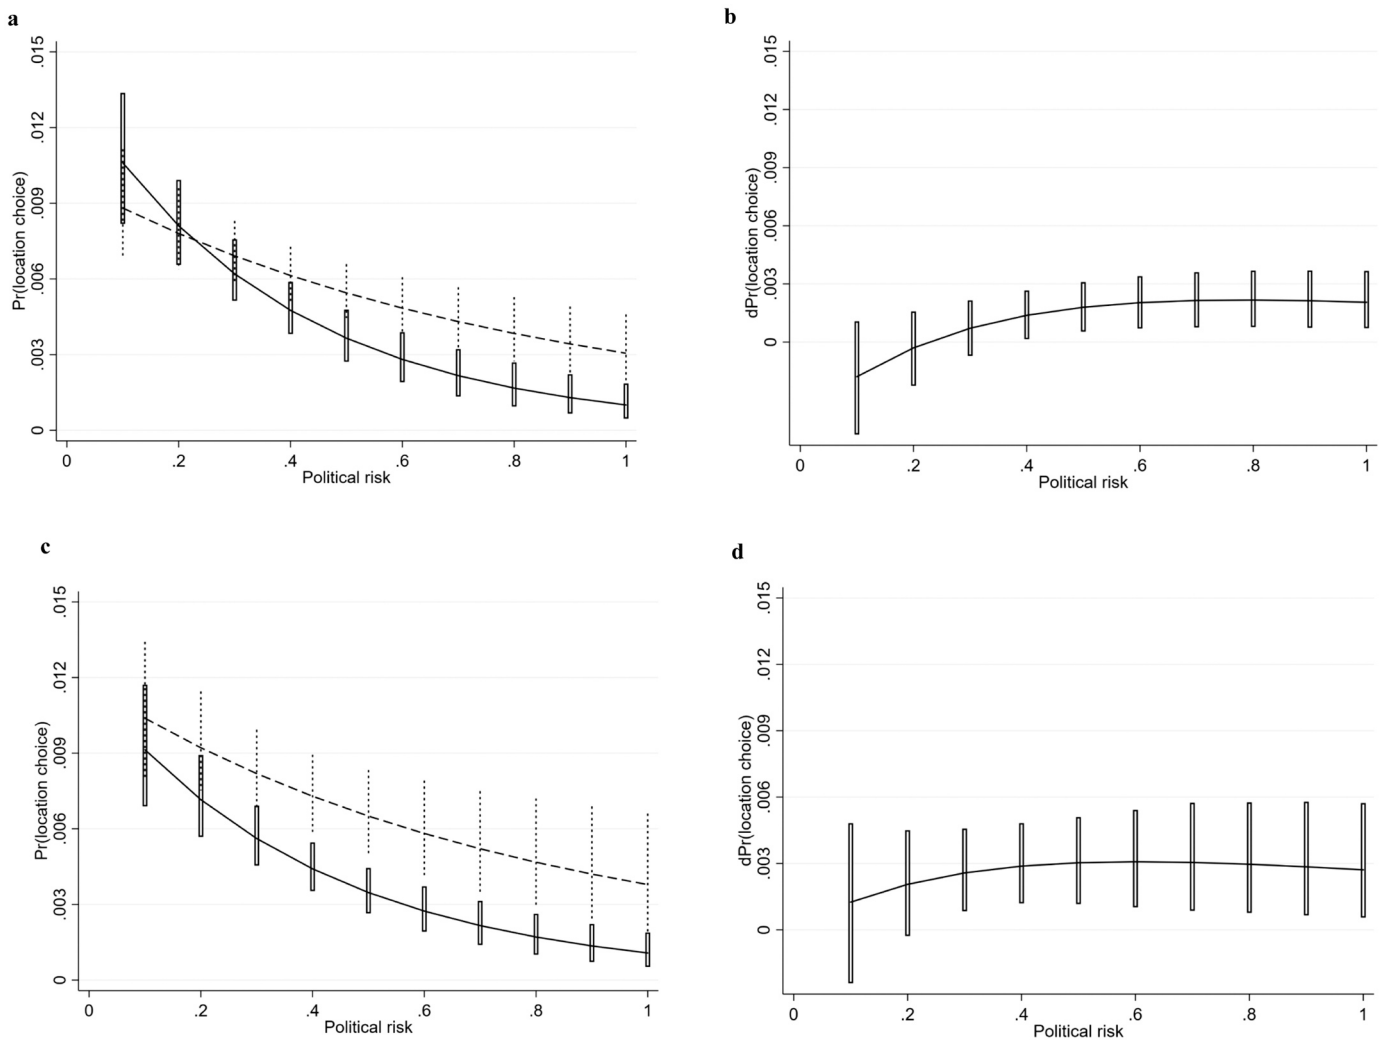 a
Pr(location choice)
.015
.012
.009
.006
.003
0
0 .2 .4 .6 .8 1
Political risk
b
dPr(location choice)
.015
.012
.009
.006
.003
0
0 .2 .4 .6 .8 1
Political risk
c
Pr(location choice)
.015
.012
.009
.006
.003
0
0 .2 .4 .6 .8 1
Political risk
d
dPr(location choice)
.015
.012
.009
.006
.003
0
0 .2 .4 .6 .8 1
Political risk